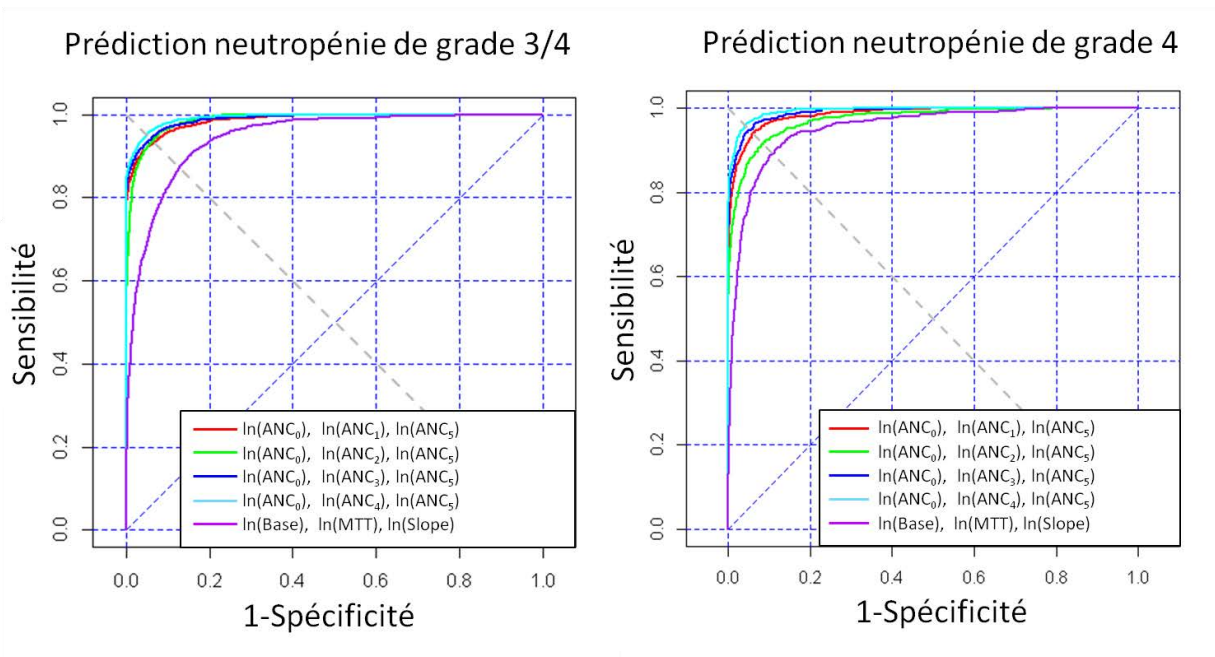 Prédiction neutropénie de grade 3/4
Sensibilité
1.0
0.8
0.6
0.4
0.2
0.0
ln(ANC₀), ln(ANC₁), ln(ANC₅)
ln(ANC₀), ln(ANC₂), ln(ANC₅)
ln(ANC₀), ln(ANC₃), ln(ANC₅)
ln(ANC₀), ln(ANC₄), ln(ANC₅)
ln(Base), ln(MTT), ln(Slope)
0.0 0.2 0.4 0.6 0.8 1.0
1-Spécificité
Prédiction neutropénie de grade 4
Sensibilité
1.0
0.8
0.6
0.4
0.2
0.0
ln(ANC₀), ln(ANC₁), ln(ANC₅)
ln(ANC₀), ln(ANC₂), ln(ANC₅)
ln(ANC₀), ln(ANC₃), ln(ANC₅)
ln(ANC₀), ln(ANC₄), ln(ANC₅)
ln(Base), ln(MTT), ln(Slope)
0.0 0.2 0.4 0.6 0.8 1.0
1-Spécificité